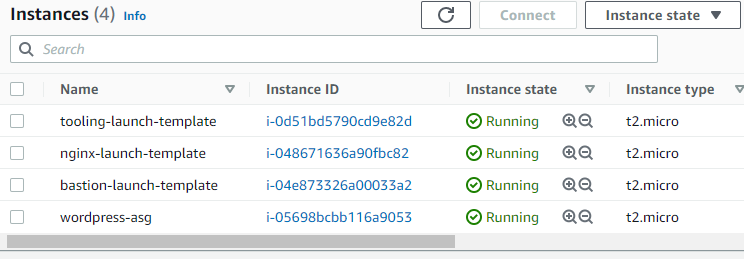 Instances (4) Info Connect Instance state
Search
Name Instance ID Instance state Instance type
tooling-launch-template i-0d51bd5790cd9e82d Running t2.micro
nginx-launch-template i-048671636a90fbc82 Running t2.micro
bastion-launch-template i-04e873326a00033a2 Running t2.micro
wordpress-asg i-05698bcbb116a9053 Running t2.micro